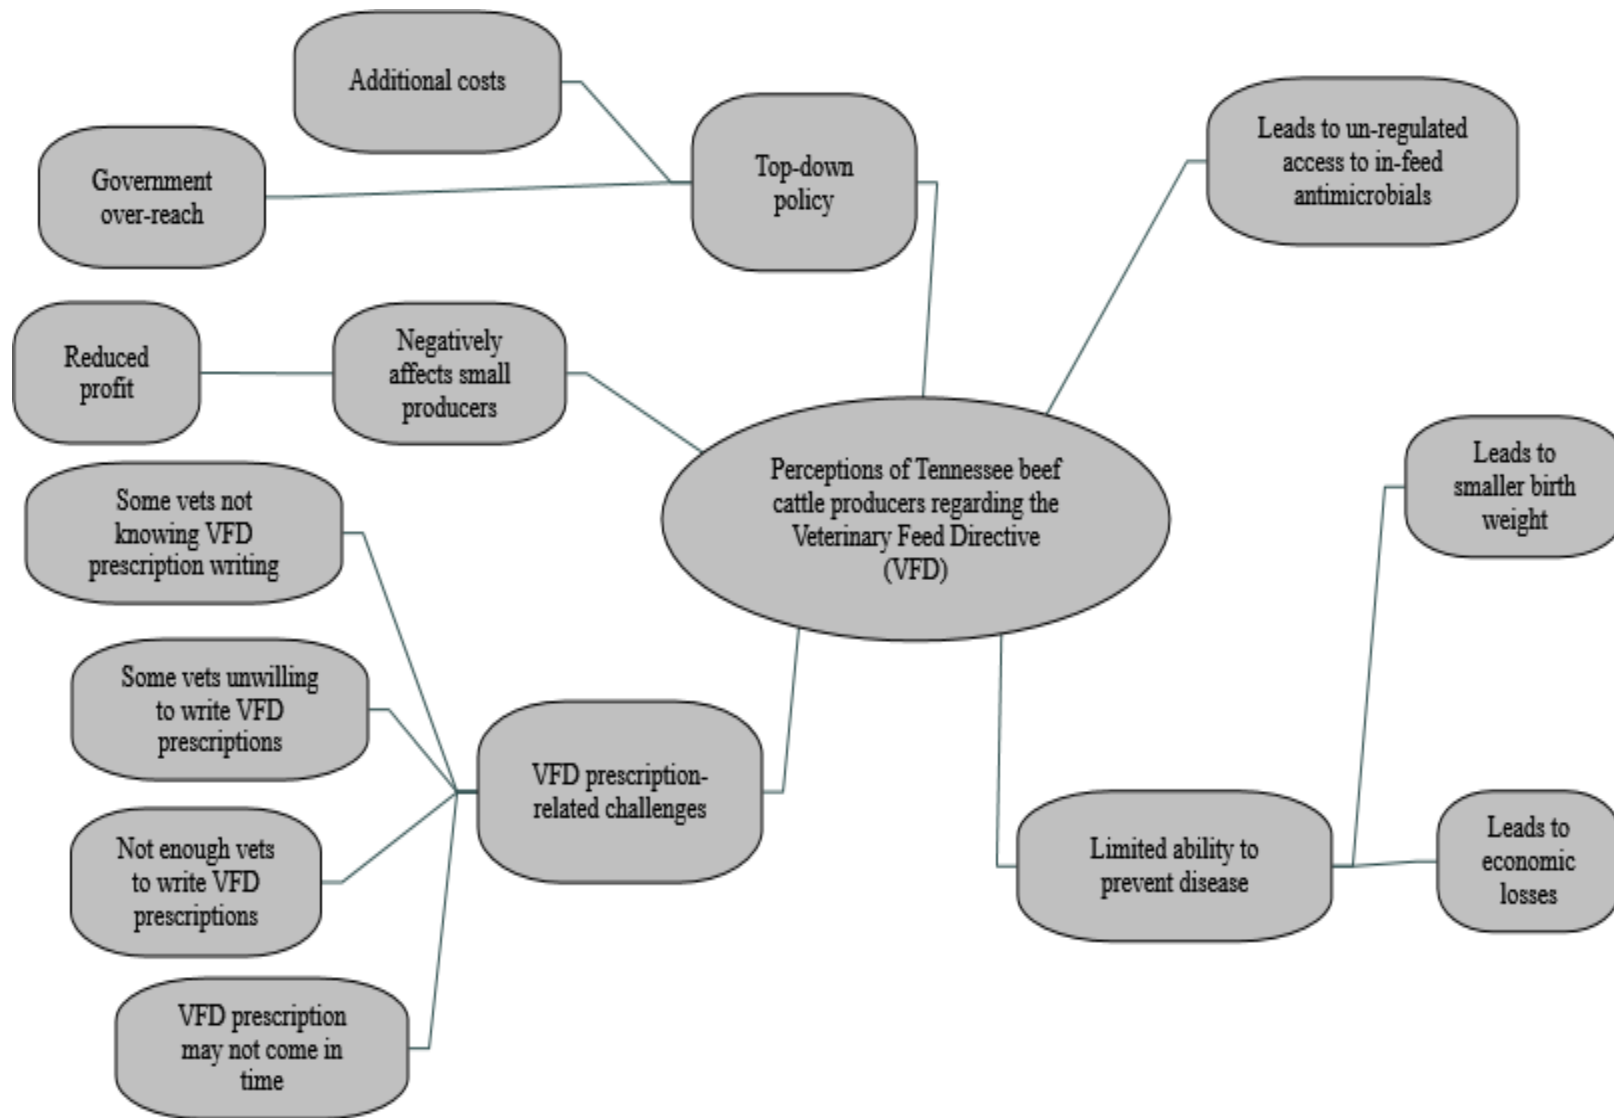 Additional costs
Government
over-reach
Top-down
policy
Leads to un-regulated
access to in-feed
antimicrobials
Reduced
profit
Negatively
affects small
producers
Perceptions of Tennessee beef
cattle producers regarding the
Veterinary Feed Directive
(VFD)
Leads to
smaller birth
weight
Some vets not
knowing VFD
prescription writing
Some vets unwilling
to write VFD
prescriptions
VFD prescription-
related challenges
Not enough vets
to write VFD
prescriptions
VFD prescription
may not come in
time
Limited ability to
prevent disease
Leads to
economic
losses